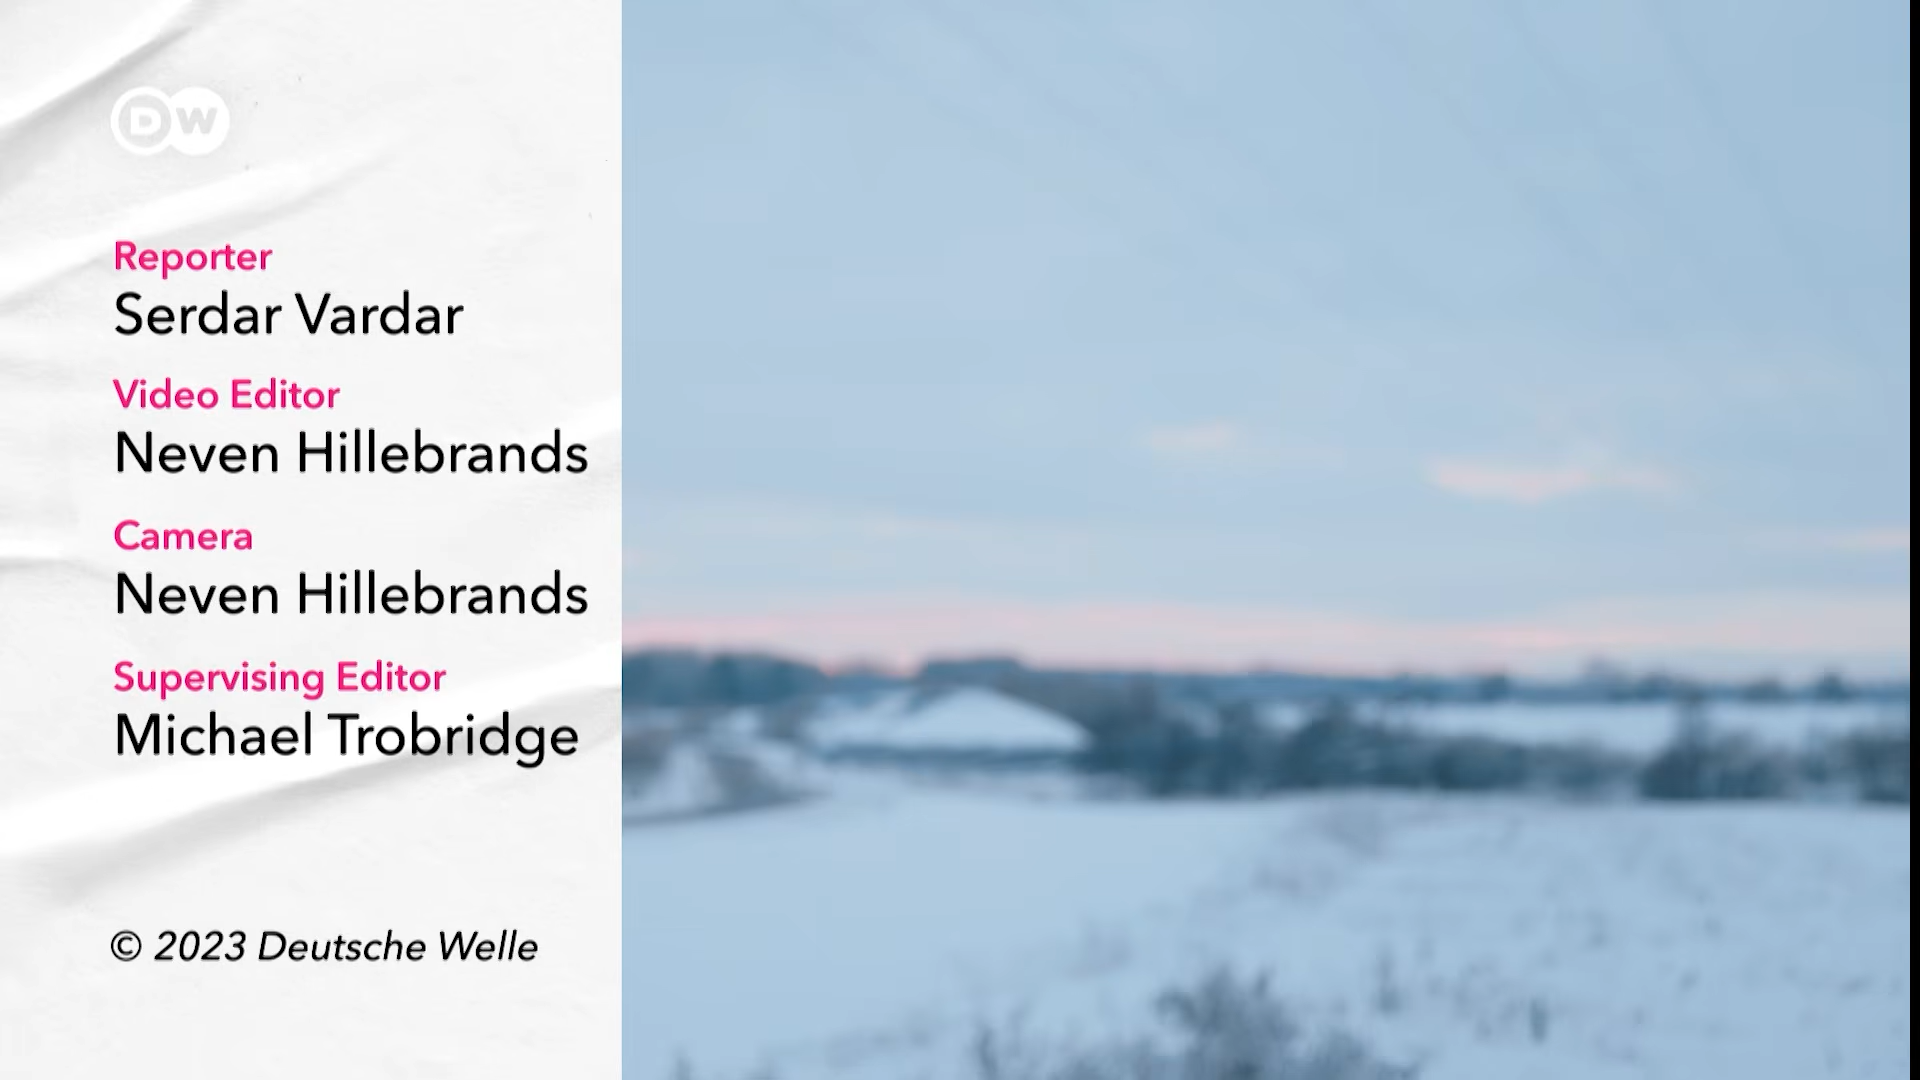 DW
Reporter
Serdar Vardar
Video Editor
Neven Hillebrands
Camera
Neven Hillebrands
Supervising Editor
Michael Trobridge
© 2023 Deutsche Welle